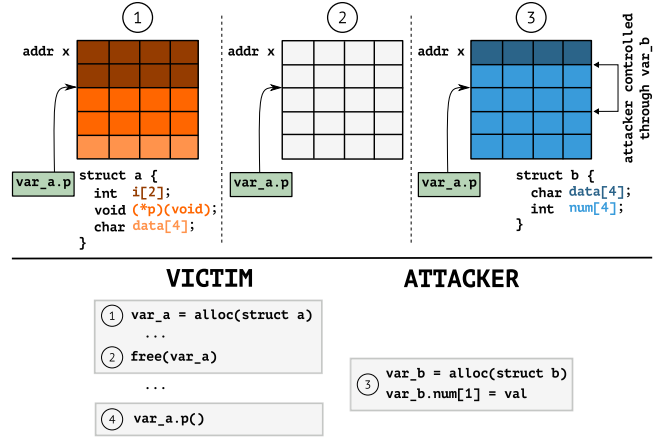 1
2
3
addr x
addr x
addr x
attacker controlled
through var_b
var_a.p
var_a.p
var_a.p
struct a {
int i[2];
void (*p)(void);
char data[4];
}
struct b {
char data[4];
int num[4];
}
VICTIM
ATTACKER
1 var_a = alloc(struct a)
...
2 free(var_a)
...
4 var_a.p()
3 var_b = alloc(struct b)
var_b.num[1] = val